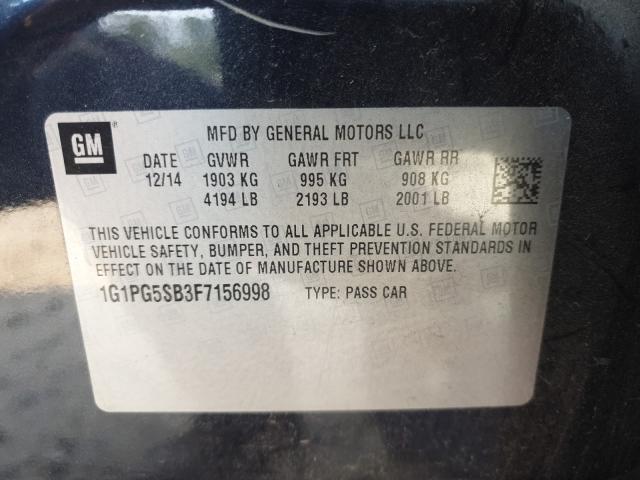 GM ® MFD BY GENERAL MOTORS LLC
DATE GVWR GAWR FRT GAWR RR
12/14 1903 KG 995 KG 908 KG
4194 LB 2193 LB 2001 LB
THIS VEHICLE CONFORMS TO ALL APPLICABLE U.S. FEDERAL MOTOR
VEHICLE SAFETY, BUMPER, AND THEFT PREVENTION STANDARDS IN
EFFECT ON THE DATE OF MANUFACTURE SHOWN ABOVE.
1G1PG5SB3F7156998 TYPE: PASS CAR